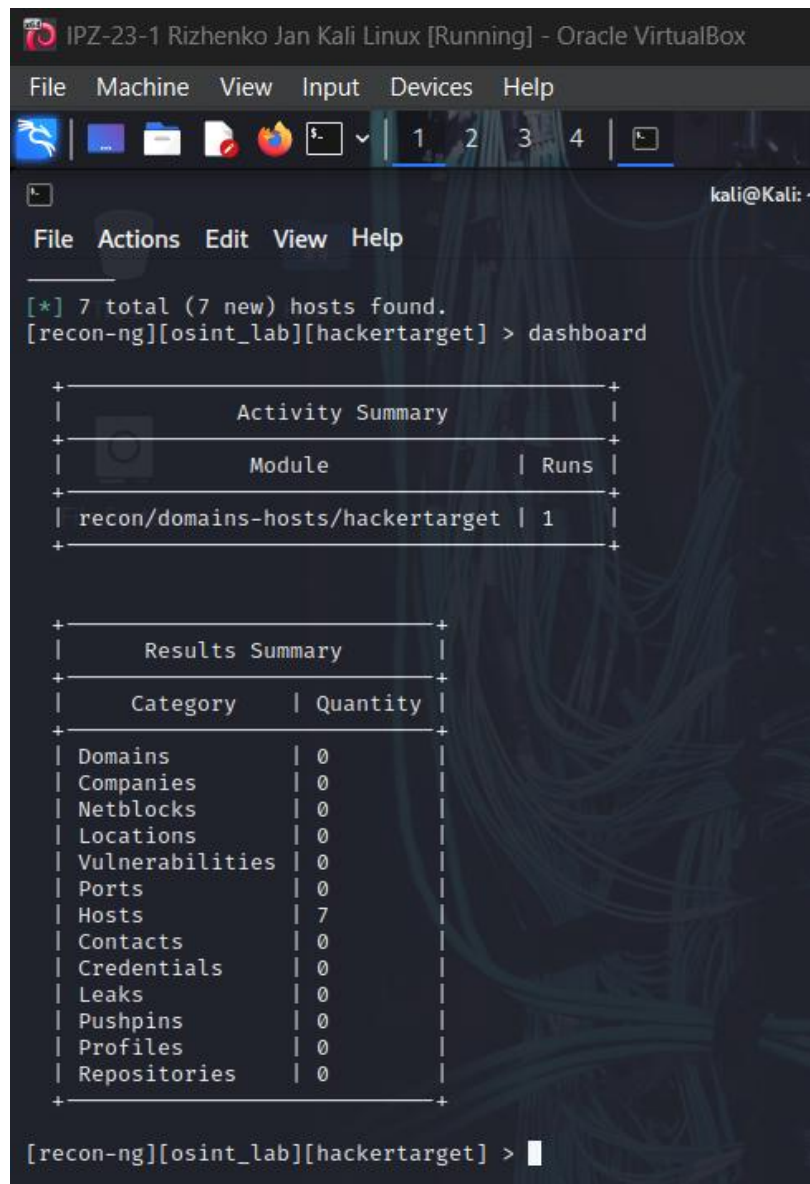 IPZ-23-1 Rizhenko Jan Kali Linux [Running] - Oracle VirtualBox
File Machine View Input Devices Help
1 2 3 4
kali@Kali: ~
File Actions Edit View Help
[*] 7 total (7 new) hosts found.
[recon-ng][osint_lab][hackertarget] > dashboard
Activity Summary
Module | Runs
recon/domains-hosts/hackertarget | 1
Results Summary
Category | Quantity
Domains | 0
Companies | 0
Netblocks | 0
Locations | 0
Vulnerabilities | 0
Ports | 0
Hosts | 7
Contacts | 0
Credentials | 0
Leaks | 0
Pushpins | 0
Profiles | 0
Repositories | 0
[recon-ng][osint_lab][hackertarget] >